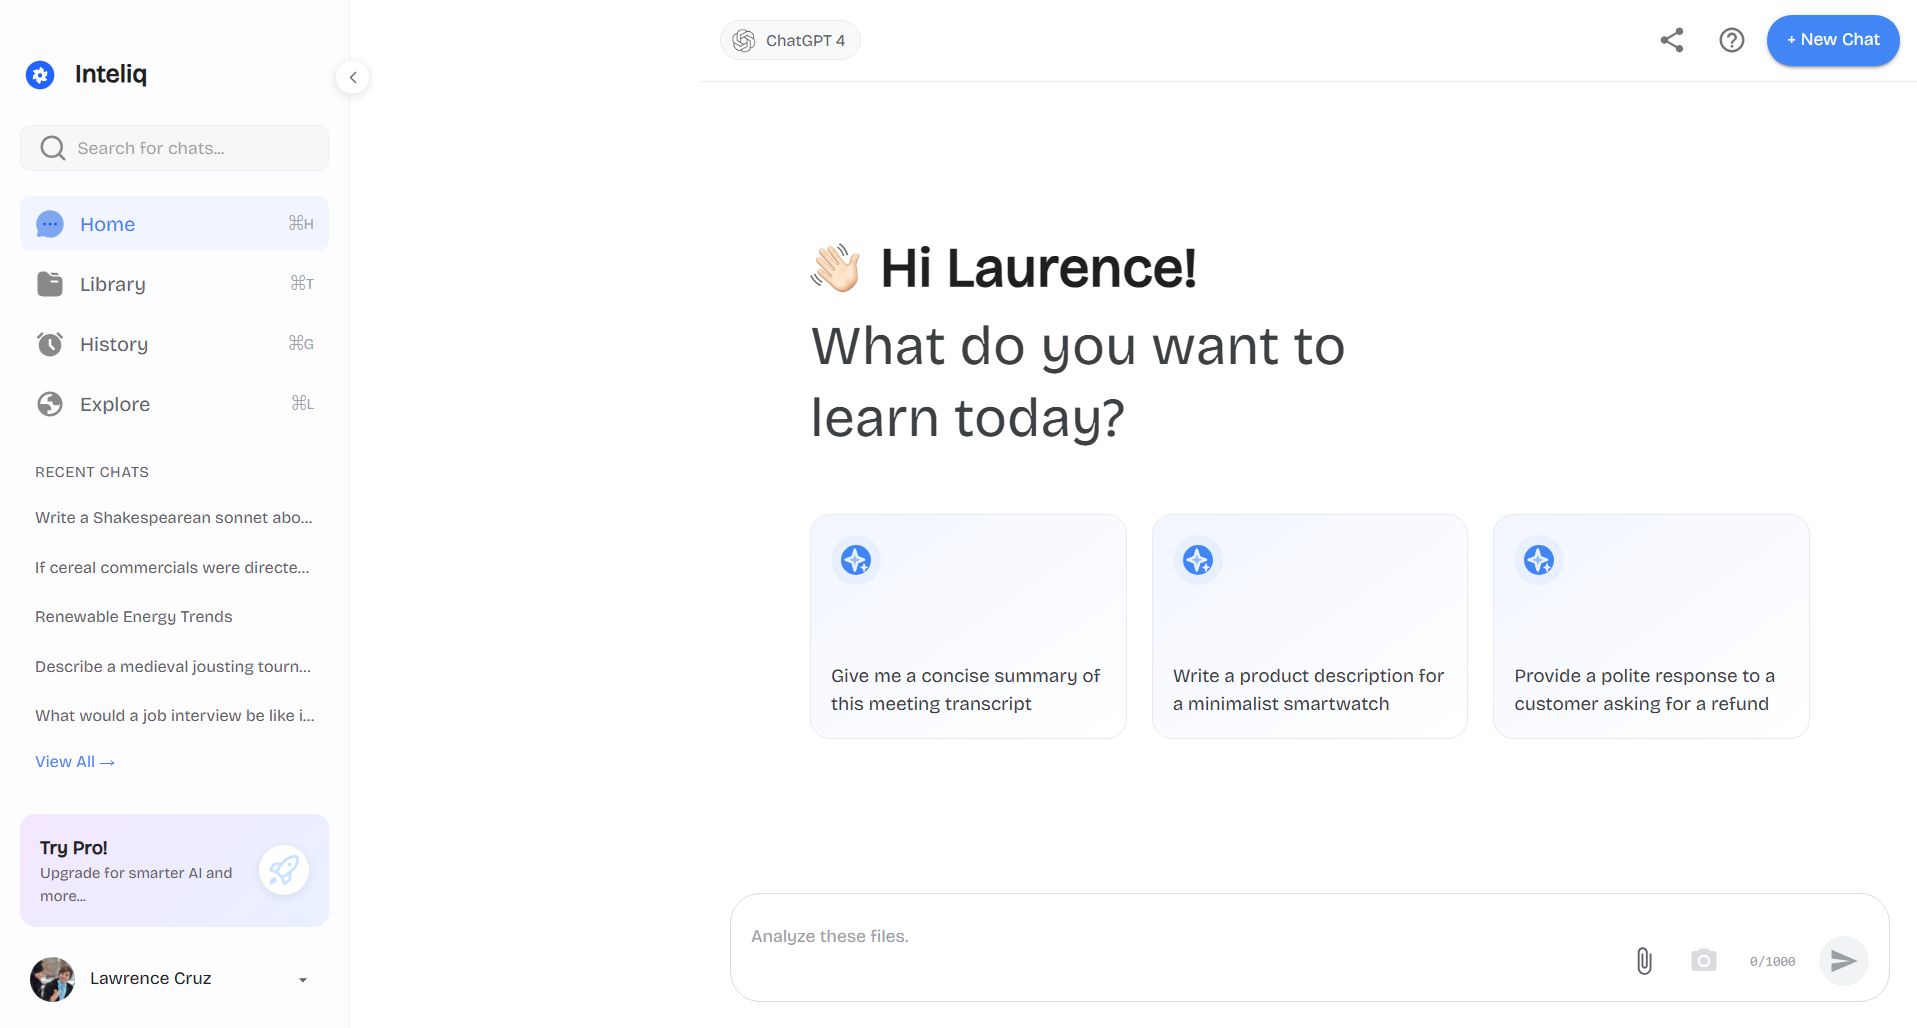 Inteliq
Search for chats...
Home ⌘H
Library ⌘T
History ⌘G
Explore ⌘L
RECENT CHATS
Write a Shakespearean sonnet abo...
If cereal commercials were directe...
Renewable Energy Trends
Describe a medieval jousting tourn...
What would a job interview be like i...
View All →
Try Pro!
Upgrade for smarter AI and
more...
Lawrence Cruz
ChatGPT 4
+ New Chat
👋🏻 Hi Laurence!
What do you want to
learn today?
Give me a concise summary of
this meeting transcript
Write a product description for
a minimalist smartwatch
Provide a polite response to a
customer asking for a refund
Analyze these files.
0/1000